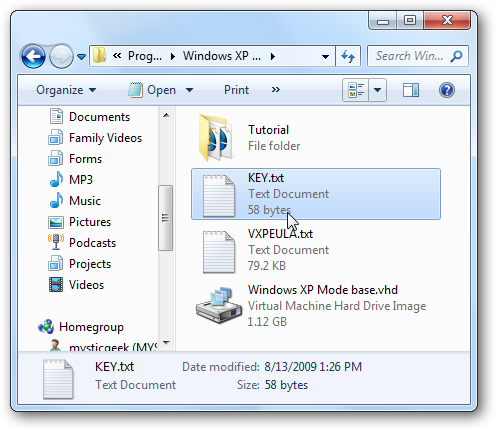 Prog... Windows XP ... Search Win...
Organize Open Print »
Documents
Family Videos
Forms
MP3
Music
Pictures
Podcasts
Projects
Videos
Homegroup
mysticgeek (MYS
Tutorial
File folder
KEY.txt
Text Document
58 bytes
VXPEULA.txt
Text Document
79.2 KB
Windows XP Mode base.vhd
Virtual Machine Hard Drive Image
1.12 GB
KEY.txt Date modified: 8/13/2009 1:26 PM
Text Document Size: 58 bytes